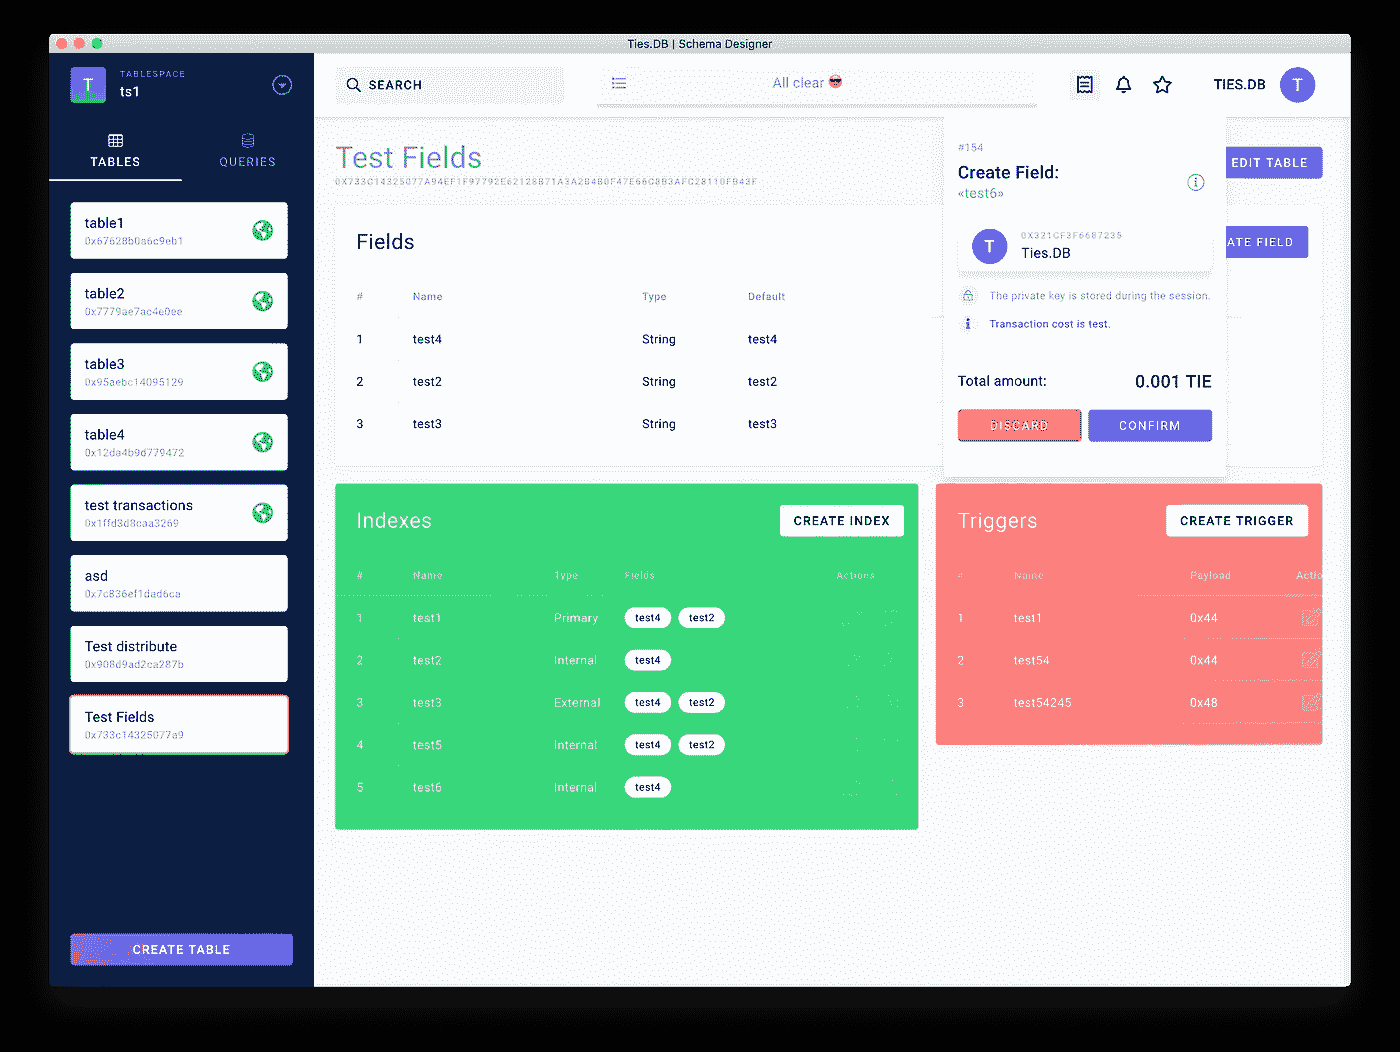 Ties.DB | Schema Designer
T
TABLESPACE
ts1
TABLES
QUERIES
table1
0x67628b0a6c9eb1
table2
0x7779ae7ac4e0ee
table3
0x95aebc14095129
table4
0x12da4b9d779472
test transactions
0x1ffd3d8caa3269
asd
0x7c836ef1dad6ca
Test distribute
0x908d9ad2ca287b
Test Fields
0x733c14325077a9
CREATE TABLE
SEARCH
All clear
TIES.DB
T
Test Fields
EDIT TABLE
Fields
ATE FIELD
# Name Type Default
1 test4 String test4
2 test2 String test2
3 test3 String test3
#154
Create Field:
«test6»
T
0X321CF3F6687235
Ties.DB
The private key is stored during the session.
Transaction cost is test.
Total amount: 0.001 TIE
DISCARD
CONFIRM
Indexes
CREATE INDEX
# Name Type Fields Actions
1 test1 Primary test4 test2
2 test2 Internal test4
3 test3 External test4 test2
4 test5 Internal test4 test2
5 test6 Internal test4
Triggers
CREATE TRIGGER
# Name Payload Actio
1 test1 0x44
2 test54 0x44
3 test54245 0x48